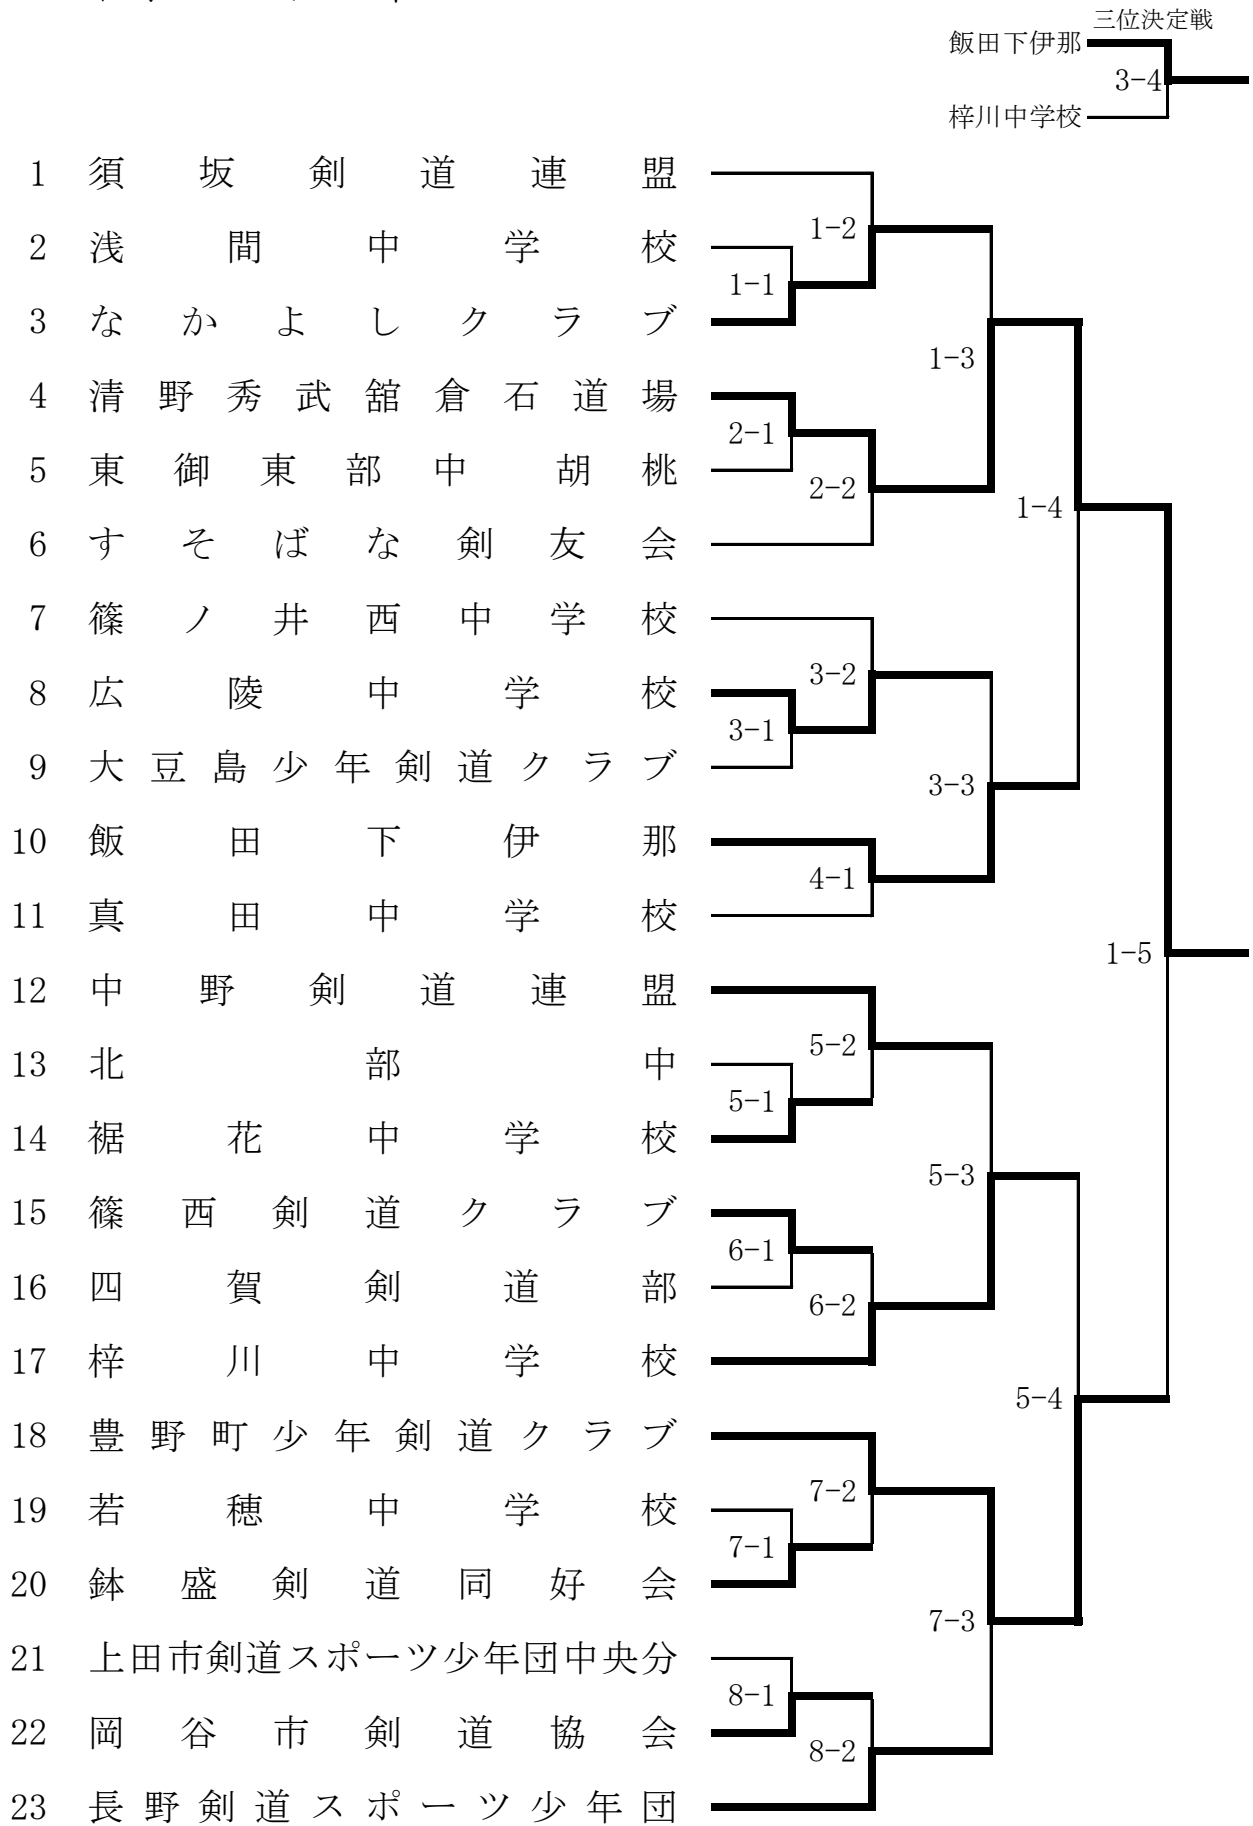 三位決定戦
飯田下伊那
3-4
梓川中学校
1 須坂剣道連盟
1-2
2 浅間中学校
1-1
3 なかよしクラブ
1-3
4 清野秀武舘倉石道場
2-1
5 東御東部中 胡桃
2-2
1-4
6 すそばな剣友会
7 篠ノ井西中学校
3-2
8 広陵中学校
3-1
9 大豆島少年剣道クラブ
3-3
10 飯田下伊那
4-1
11 真田中学校
1-5
12 中野剣道連盟
5-2
13 北部中
5-1
14 裾花中学校
5-3
15 篠西剣道クラブ
6-1
16 四賀剣道部
6-2
17 梓川中学校
5-4
18 豊野町少年剣道クラブ
7-2
19 若穂中学校
7-1
20 鉢盛剣道同好会
7-3
21 上田市剣道スポーツ少年団中央分
8-1
22 岡谷市剣道協会
8-2
23 長野剣道スポーツ少年団